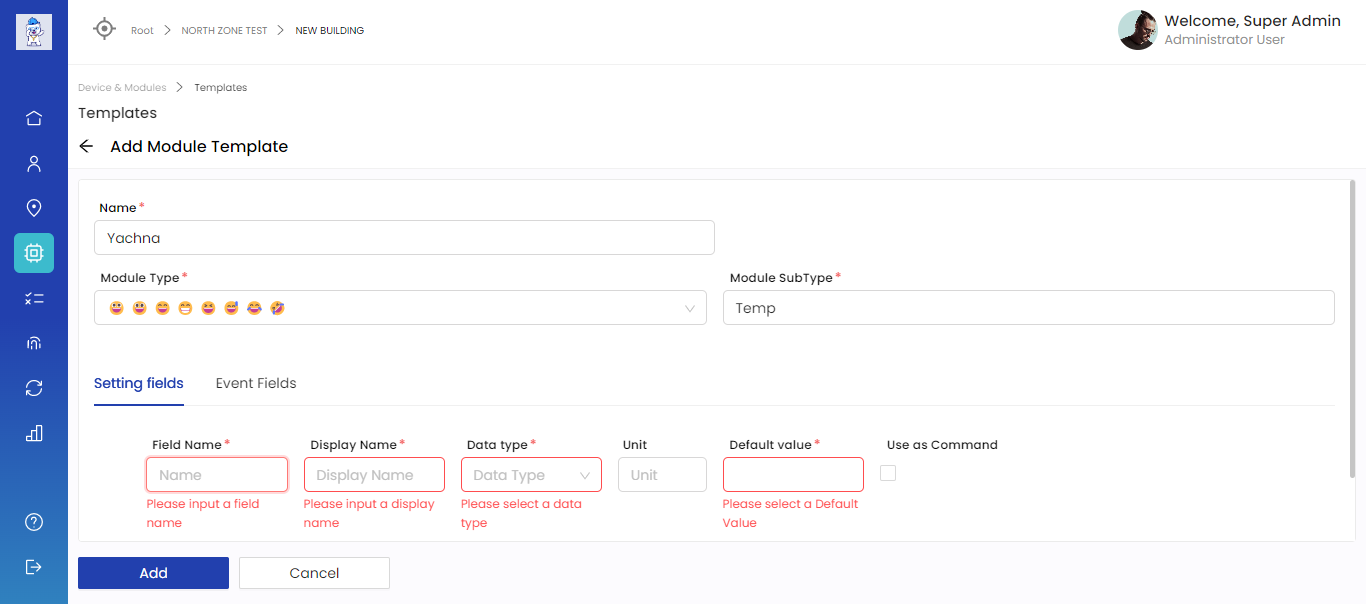 Root > NORTH ZONE TEST > NEW BUILDING
Welcome, Super Admin
Administrator User
Device & Modules > Templates
Templates
Add Module Template
Name*
Yachna
Module Type* Module SubType*
😀 😃 😄 😁 😆 😅 😂 🤣 Temp
Setting fields Event Fields
Field Name* Display Name* Data type* Unit Default value* Use as Command
Name Display Name Data Type Unit
Please input a field Please input a display Please select a data Please select a Default
name name type Value
Add Cancel